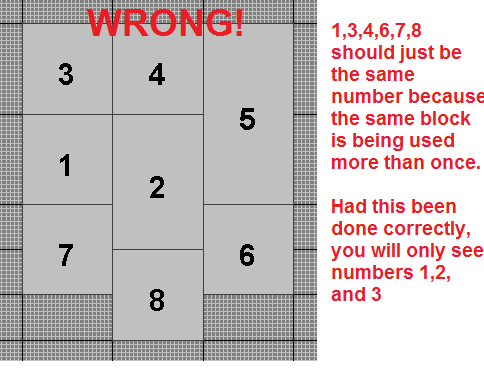 WRONG!
3 4
5
1
2
7 6
8
1,3,4,6,7,8
should just be
the same
number because
the same block
is being used
more than once.
Had this been
done correctly,
you will only see
numbers 1,2,
and 3